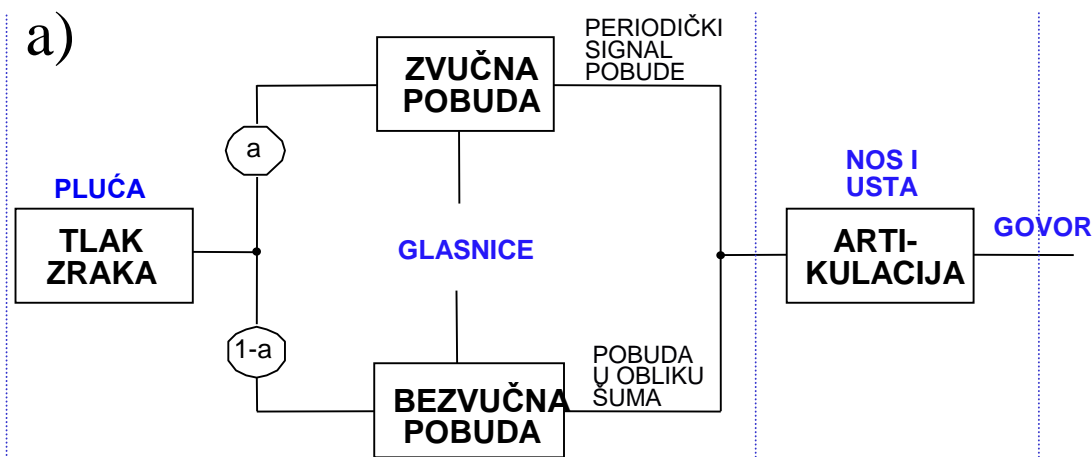 a)
PERIODIČKI
SIGNAL
POBUDE
ZVUČNA
POBUDA
a
PLUĆA
TLAK
ZRAKA
GLASNICE
NOS I
USTA
ARTI-
KULACIJA
GOVOR
1-a
BEZVUČNA
POBUDA
POBUDA
U OBLIKU
ŠUMA